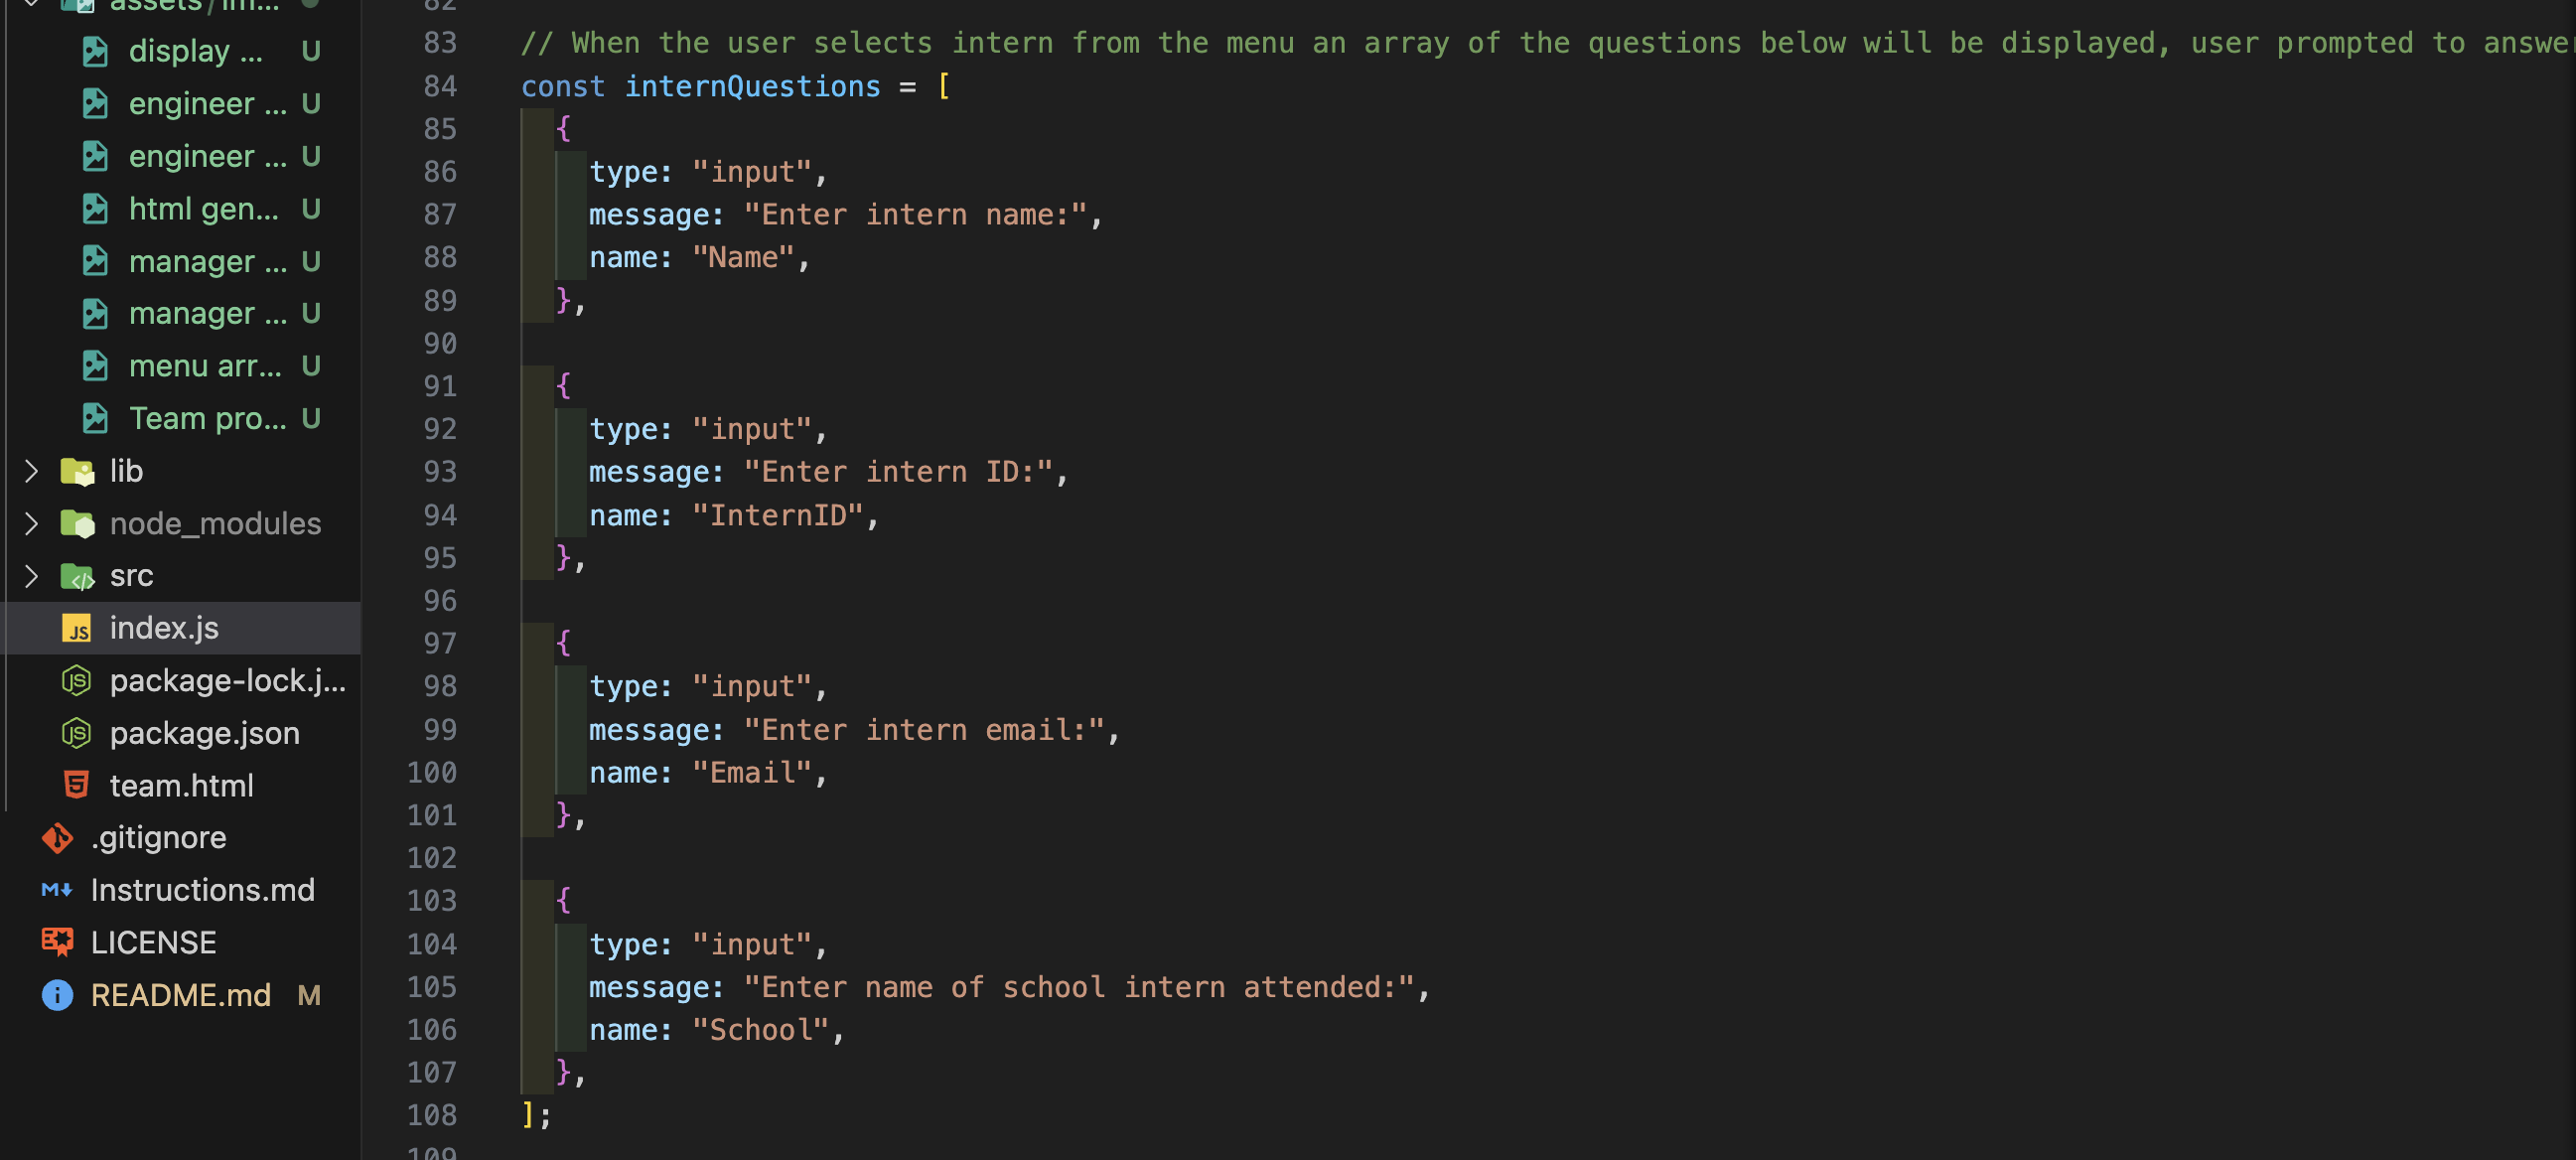 assets/im...
display ... U
engineer ... U
engineer ... U
html gen... U
manager ... U
manager ... U
menu arr... U
Team pro... U
lib
node_modules
src
index.js
package-lock.j...
package.json
team.html
.gitignore
Instructions.md
LICENSE
README.md M
82
83 // When the user selects intern from the menu an array of the questions below will be displayed, user prompted to answe
84 const internQuestions = [
85 {
86 type: "input",
87 message: "Enter intern name:",
88 name: "Name",
89 },
90
91 {
92 type: "input",
93 message: "Enter intern ID:",
94 name: "InternID",
95 },
96
97 {
98 type: "input",
99 message: "Enter intern email:",
100 name: "Email",
101 },
102
103 {
104 type: "input",
105 message: "Enter name of school intern attended:",
106 name: "School",
107 },
108 ];
109